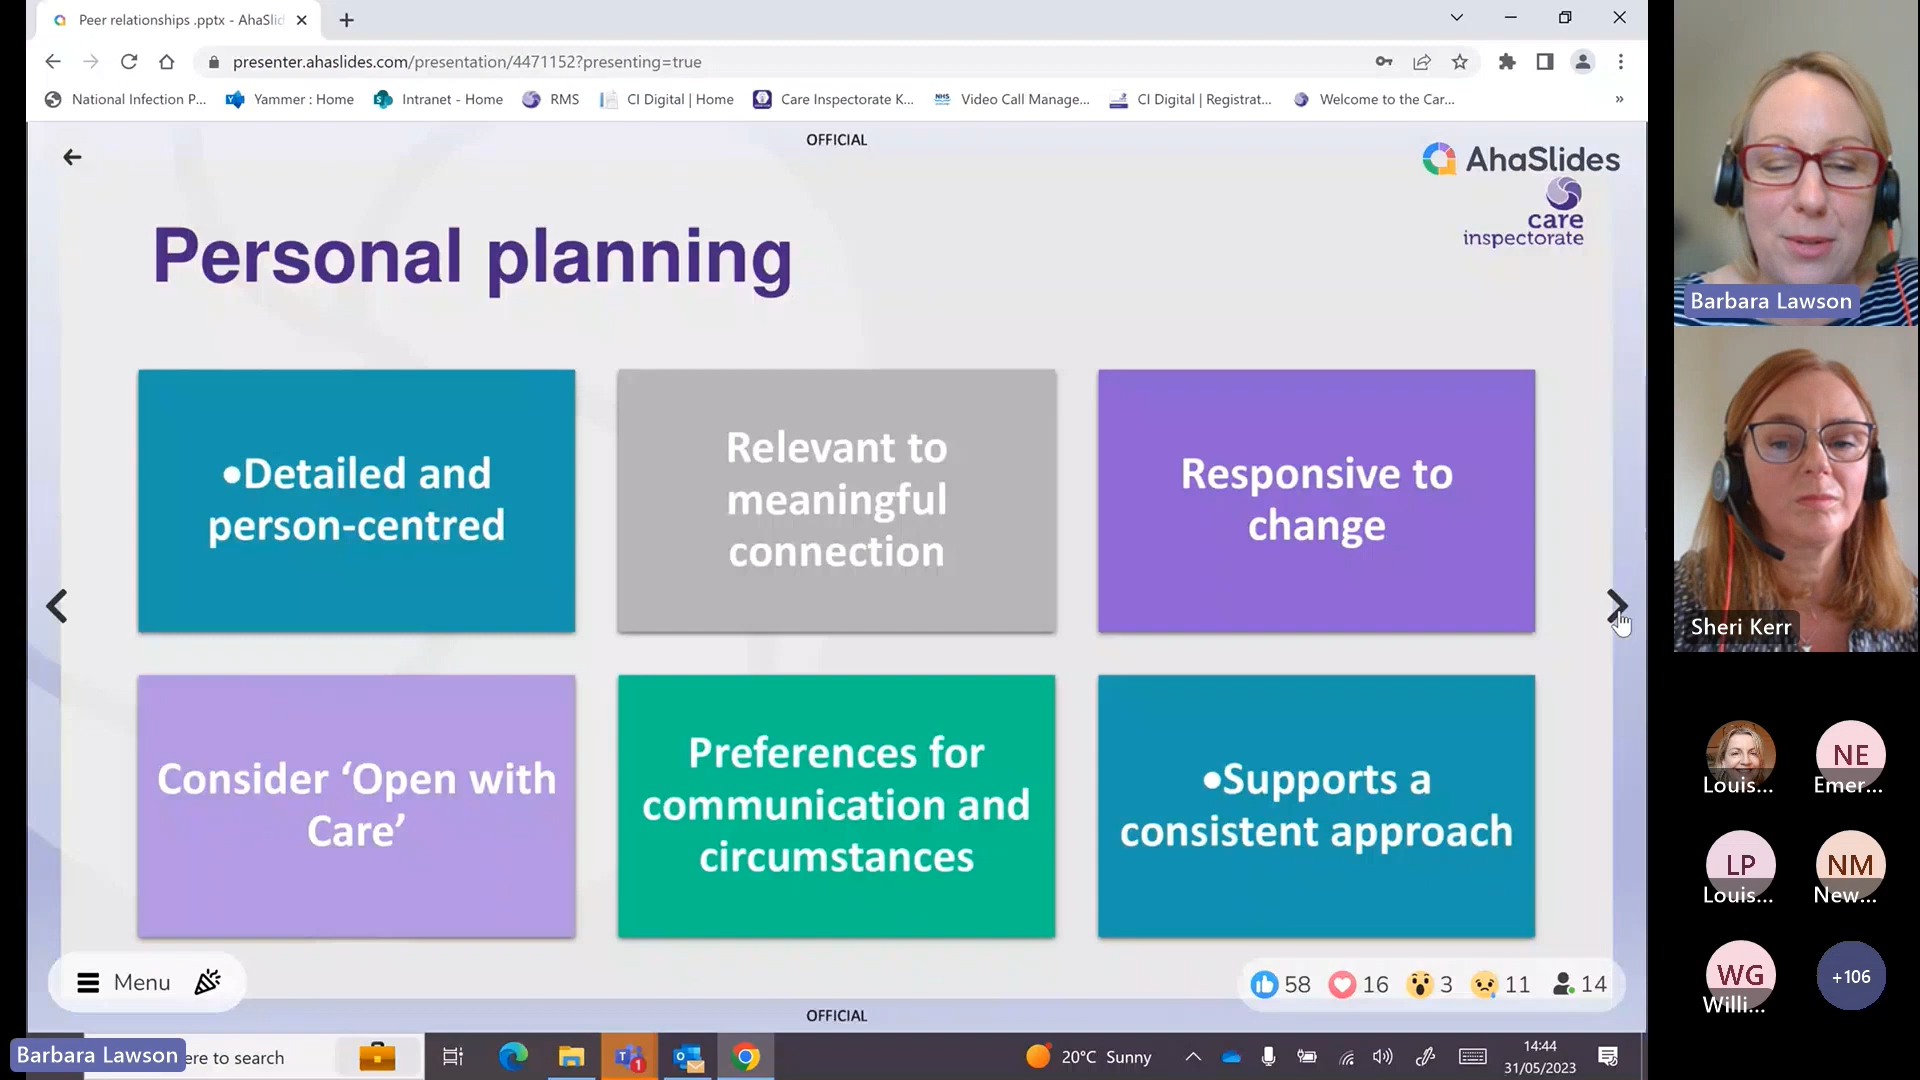 Peer relationships .pptx - AhaSlid
presenter.ahaslides.com/presentation/4471152?presenting=true
National Infection P...
Yammer : Home
Intranet - Home
RMS
CI Digital | Home
Care Inspectorate K...
NHS
Video Call Manage...
CI Digital | Registrat...
Welcome to the Car...
»
OFFICIAL
AhaSlides
care
inspectorate
Personal planning
•Detailed and
person-centred
Relevant to
meaningful
connection
Responsive to
change
Consider ‘Open with
Care’
Preferences for
communication and
circumstances
•Supports a
consistent approach
Menu
58
16
3
11
14
OFFICIAL
Barbara Lawson
ere to search
1
20°C Sunny
14:44
31/05/2023
Barbara Lawson
Sheri Kerr
Louis...
NE
Emer...
LP
Louis...
NM
New...
WG
Willi...
+106